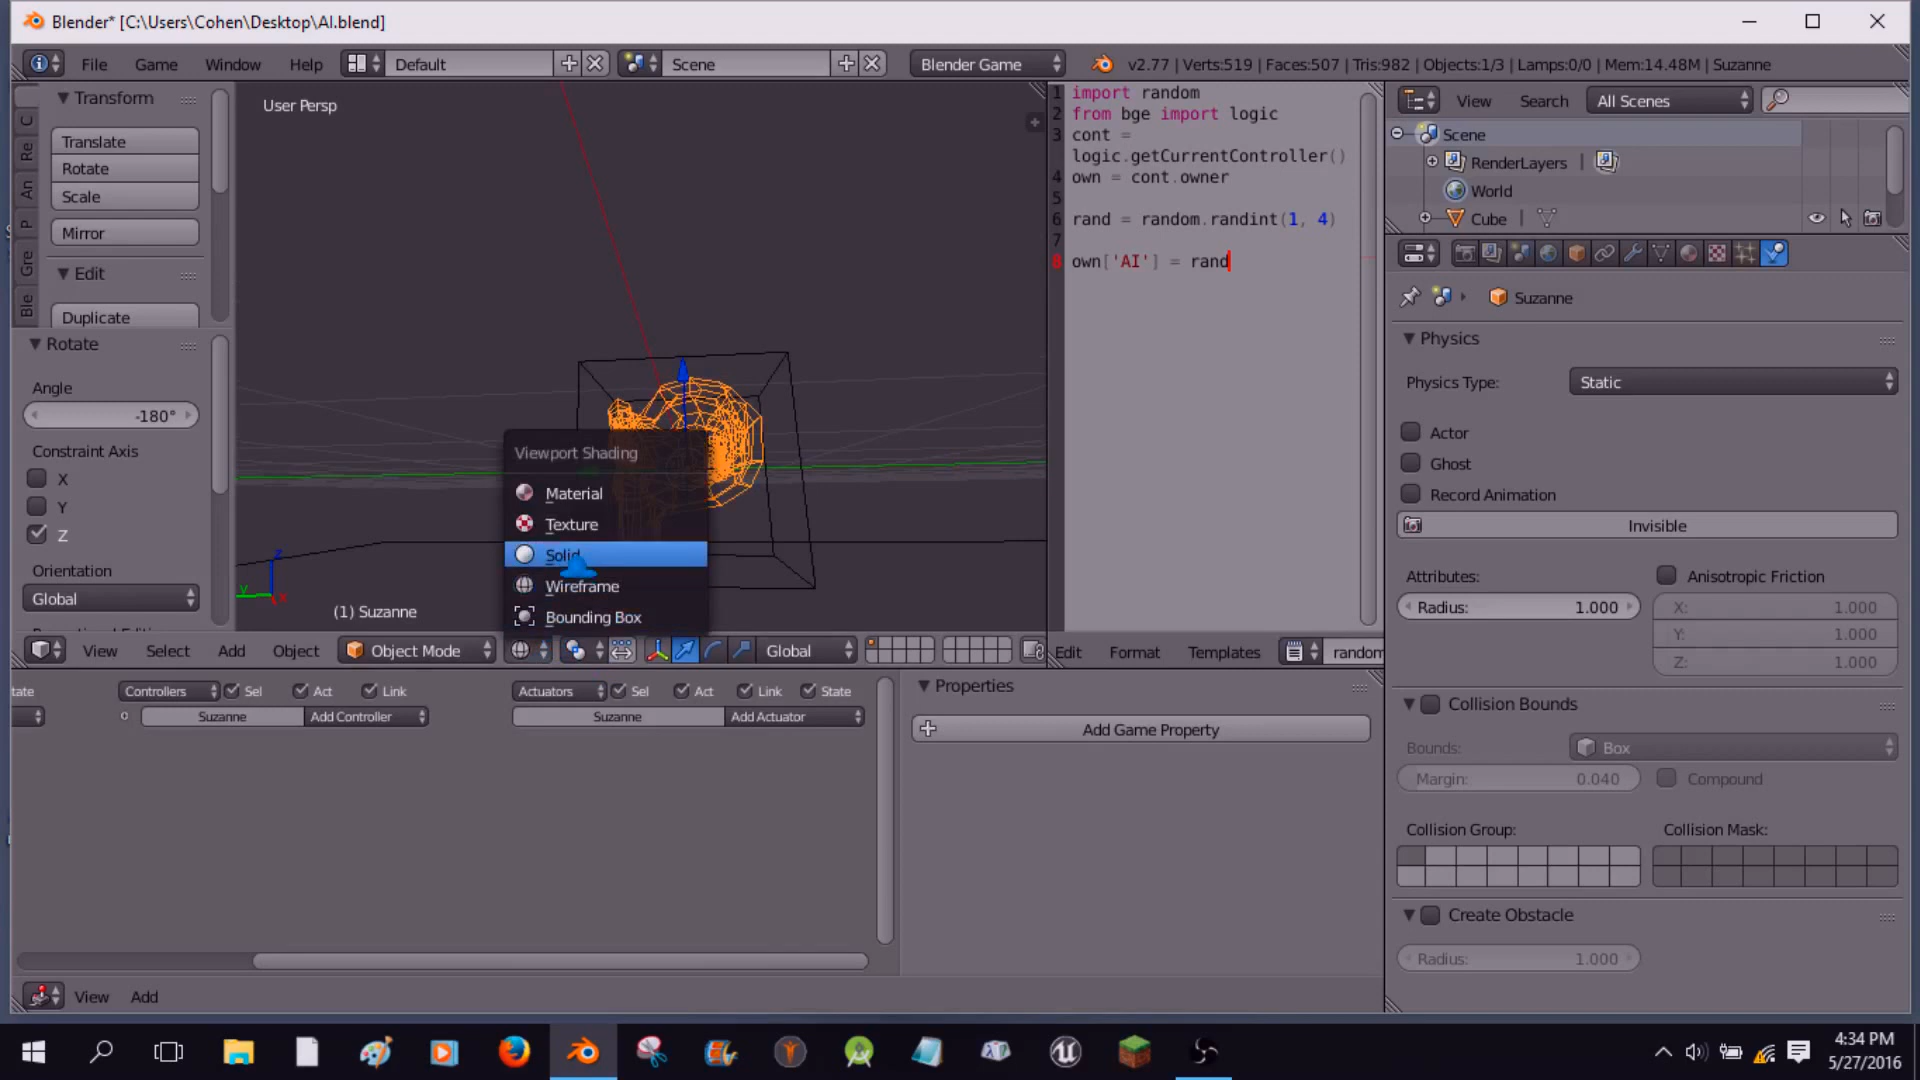 Blender* [C:\Users\Cohen\Desktop\AI.blend]
File Game Window Help Default Scene Blender Game v2.77 | Verts:519 | Faces:507 | Tris:982 | Objects:1/3 | Lamps:0/0 | Mem:14.48M | Suzanne
Transform
Translate
Rotate
Scale
Mirror
Edit
Duplicate
C
Re
An
P
Gre
Ble
Rotate
Angle
-180°
Constraint Axis
X
Y
Z
Orientation
Global
User Persp
Viewport Shading
Material
Texture
Solid
Wireframe
Bounding Box
z
y
x
(1) Suzanne
View Select Add Object Object Mode Global
1 import random
2 from bge import logic
3 cont =
logic.getCurrentController()
4 own = cont.owner
5
6 rand = random.randint(1, 4)
7
8 own['AI'] = rand
Edit Format Templates random
View Search All Scenes
Scene
RenderLayers |
World
Cube |
Suzanne
Physics
Physics Type: Static
Actor
Ghost
Record Animation
Invisible
Attributes: Anisotropic Friction
Radius: 1.000 X: 1.000
Y: 1.000
Z: 1.000
Collision Bounds
Bounds: Box
Margin: 0.040 Compound
Collision Group: Collision Mask:
Create Obstacle
Radius: 1.000
tate Controllers Sel Act Link Actuators Sel Act Link State
Suzanne Add Controller Suzanne Add Actuator
Properties
Add Game Property
View Add
4:34 PM
5/27/2016